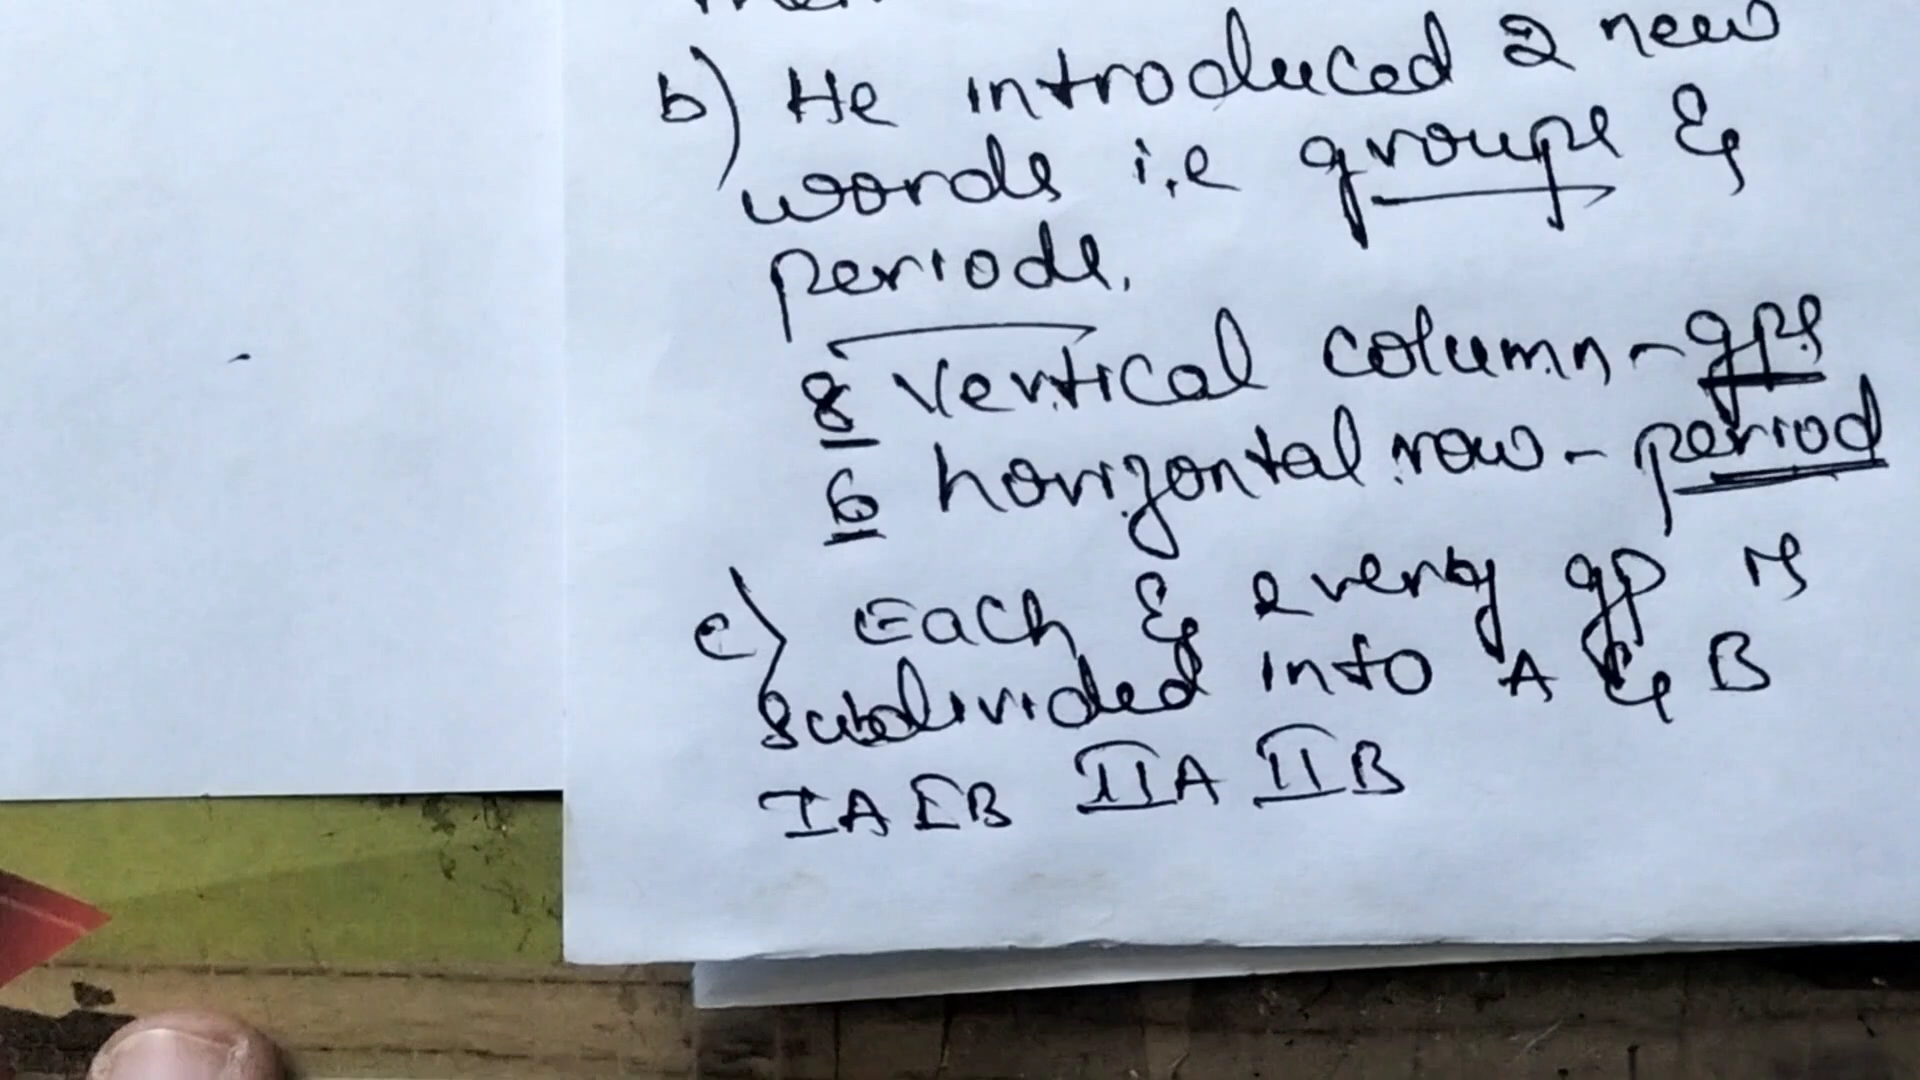 b) He introduced 2 new
words i.e groups &
periods.
8 vertical column - gps
6 horizontal row - period
c) Each & every gp is
subdivided into A & B
IA IB IIA IIB